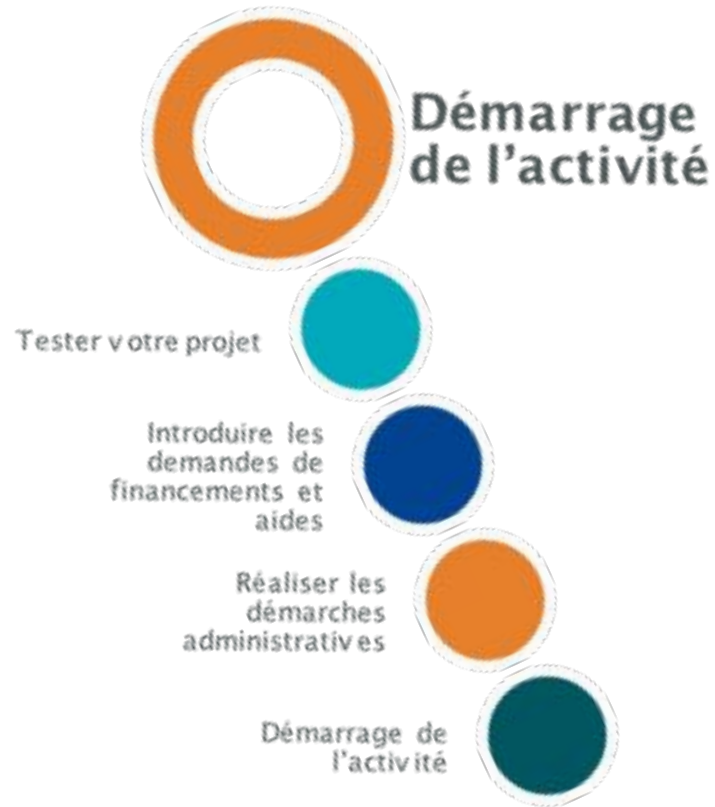 Démarrage
de l'activité
Tester votre projet
Introduire les
demandes de
financements et
aides
Réaliser les
démarches
administratives
Démarrage de
l'activité